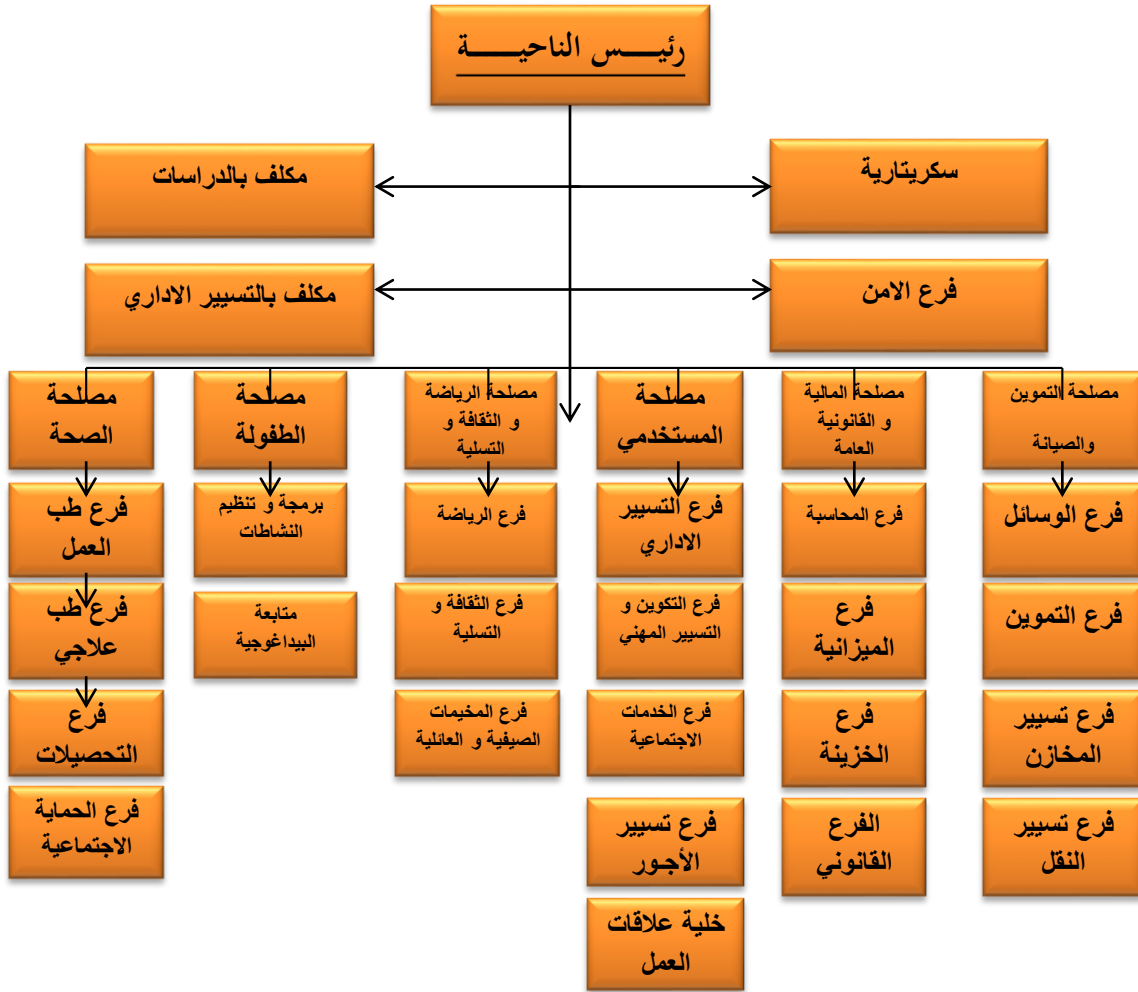 رئيـــــس الناحيـــــــة
سكريتارية
مكلف بالدراسات
فرع الامن
مكلف بالتسيير الاداري
مصلحة التموين
والصيانة
مصلحة المالية
و القانونية
العامة
مصلحة
المستخدمي
مصلحة الرياضة
و الثقافة و
التسلية
مصلحة
الطفولة
مصلحة
الصحة
فرع الوسائل
فرع المحاسبة
فرع التسيير
الاداري
فرع الرياضة
برمجة و تنظيم
النشاطات
فرع طب
العمل
فرع التموين
فرع
الميزانية
فرع التكوين و
التسيير المهني
فرع الثقافة و
التسلية
متابعة
البيداغوجية
فرع طب
علاجي
فرع تسيير
المخازن
فرع
الخزينة
فرع الخدمات
الاجتماعية
فرع المخيمات
الصيفية و العائلية
فرع
التحصيلات
فرع تسيير
النقل
الفرع
القانوني
فرع تسيير
الأجـور
فرع الحماية
الاجتماعية
خلية علاقات
العمل